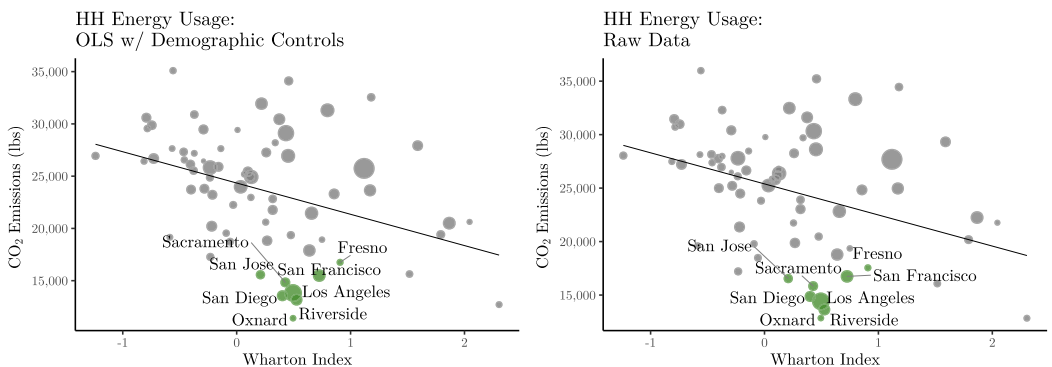 HH Energy Usage:
OLS w/ Demographic Controls
CO2 Emissions (lbs)
35,000
30,000
25,000
20,000
15,000
Sacramento
Fresno
San Jose
San Francisco
San Diego
Los Angeles
Oxnard
Riverside
-1
0
1
2
Wharton Index
HH Energy Usage:
Raw Data
CO2 Emissions (lbs)
35,000
30,000
25,000
20,000
15,000
San Jose
Fresno
Sacramento
San Francisco
San Diego
Los Angeles
Oxnard
Riverside
-1
0
1
2
Wharton Index